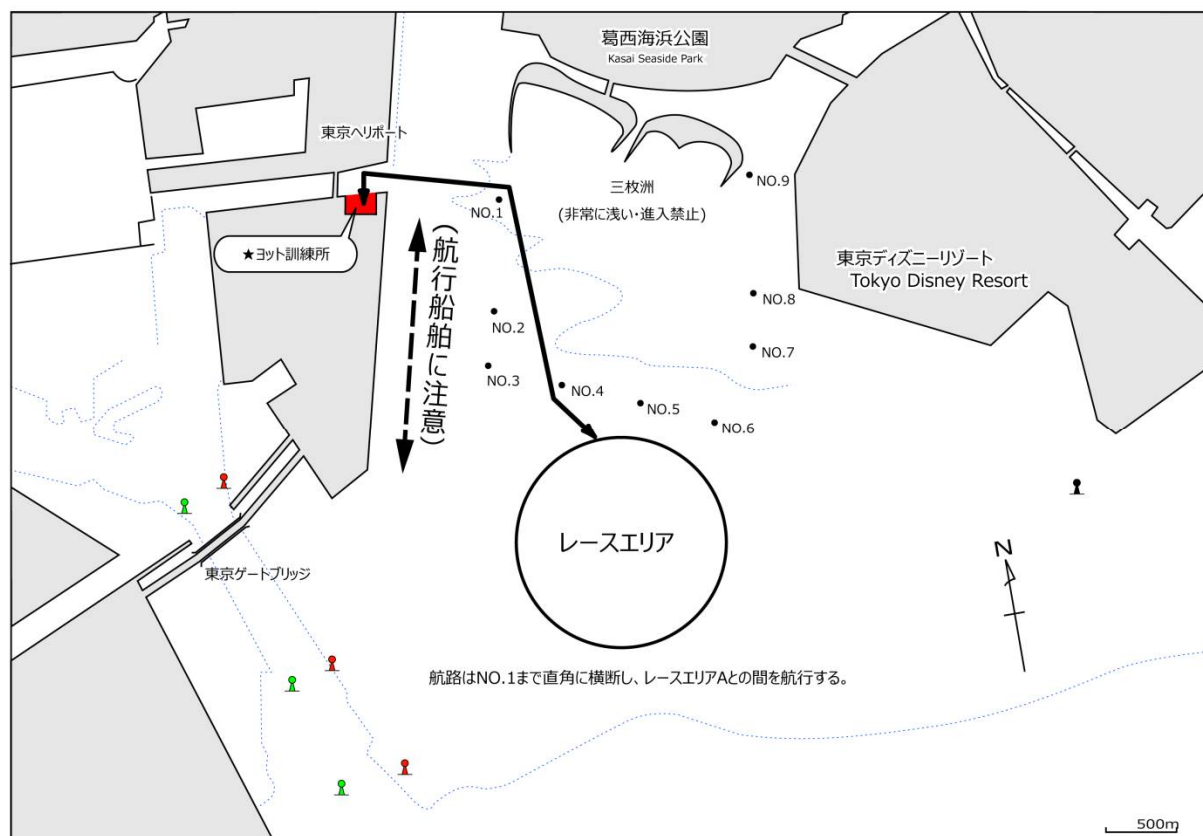 葛西海浜公園
Kasai Seaside Park
東京ヘリポート
三枚洲
(非常に浅い・進入禁止)
NO.9
NO.1
★ヨット訓練所
(航行船舶に注意)
東京ディズニーリゾート
Tokyo Disney Resort
NO.8
NO.2
NO.7
NO.3
NO.4
NO.5
NO.6
レースエリア
N
東京ゲートブリッジ
航路はNO.1まで直角に横断し、レースエリアAとの間を航行する。
500m